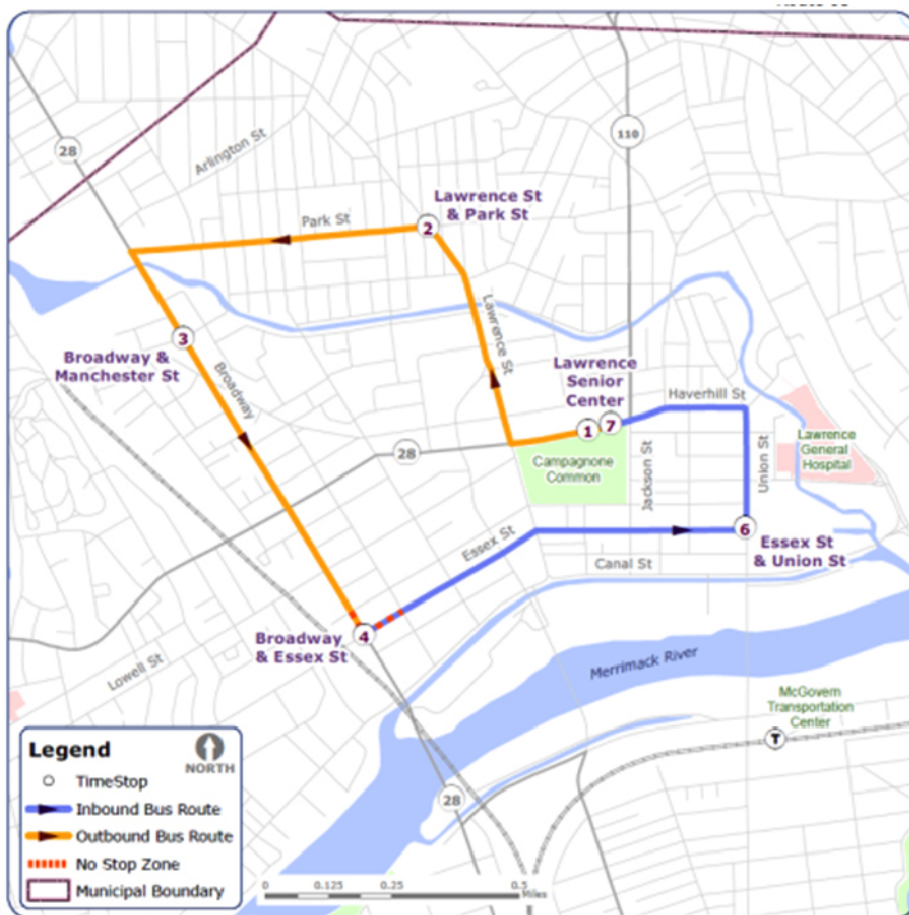 28
Arlington St
110
Lawrence St
& Park St
Park St
2
Lawrence St
3
Broadway &
Manchester St
Broadway
Lawrence
Senior
Center
1
7
Haverhill St
28
Campagnone
Common
Jackson St
Union St
Lawrence
General
Hospital
Essex St
6
Essex St
& Union St
Canal St
4
Broadway
& Essex St
Lowell St
Merrimack River
McGovern
Transportation
Center
T
28
Legend
NORTH
TimeStop
Inbound Bus Route
Outbound Bus Route
No Stop Zone
Municipal Boundary
0 0.125 0.25 0.5
Miles